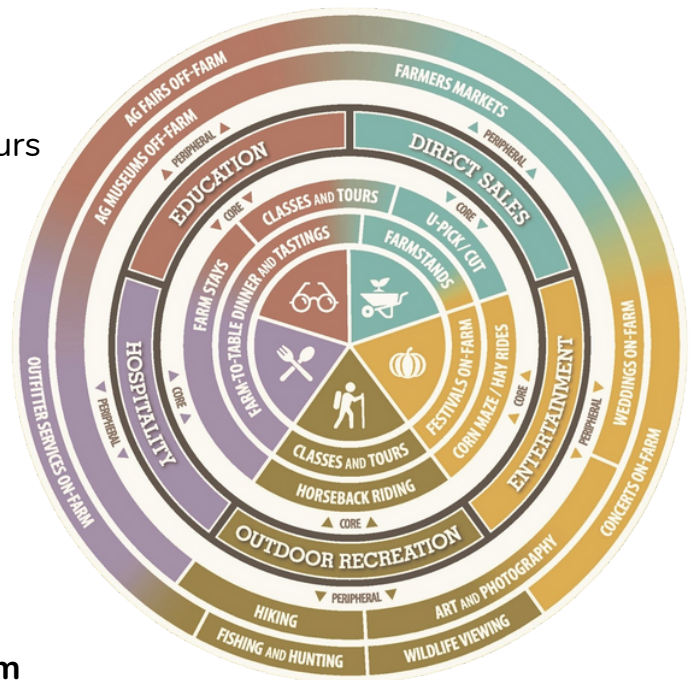 urs
AG FAIRS OFF-FARM
AG MUSEUMS OFF-FARM
FARMERS MARKETS
PERIPHERAL
PERIPHERAL
EDUCATION
DIRECT SALES
CORE
CORE
CLASSES AND TOURS
U-PICK / CUT
FARM STAYS
FARM-TO-TABLE DINNER AND TASTINGS
FARMSTANDS
FESTIVALS ON-FARM
CORN MAZE / HAY RIDES
WEDDINGS ON-FARM
CONCERTS ON-FARM
OUTFITTER SERVICES ON-FARM
PERIPHERAL
HOSPITALITY
CORE
CORE
ENTERTAINMENT
PERIPHERAL
CLASSES AND TOURS
HORSEBACK RIDING
CORE
OUTDOOR RECREATION
PERIPHERAL
HIKING
ART AND PHOTOGRAPHY
FISHING AND HUNTING
WILDLIFE VIEWING
m